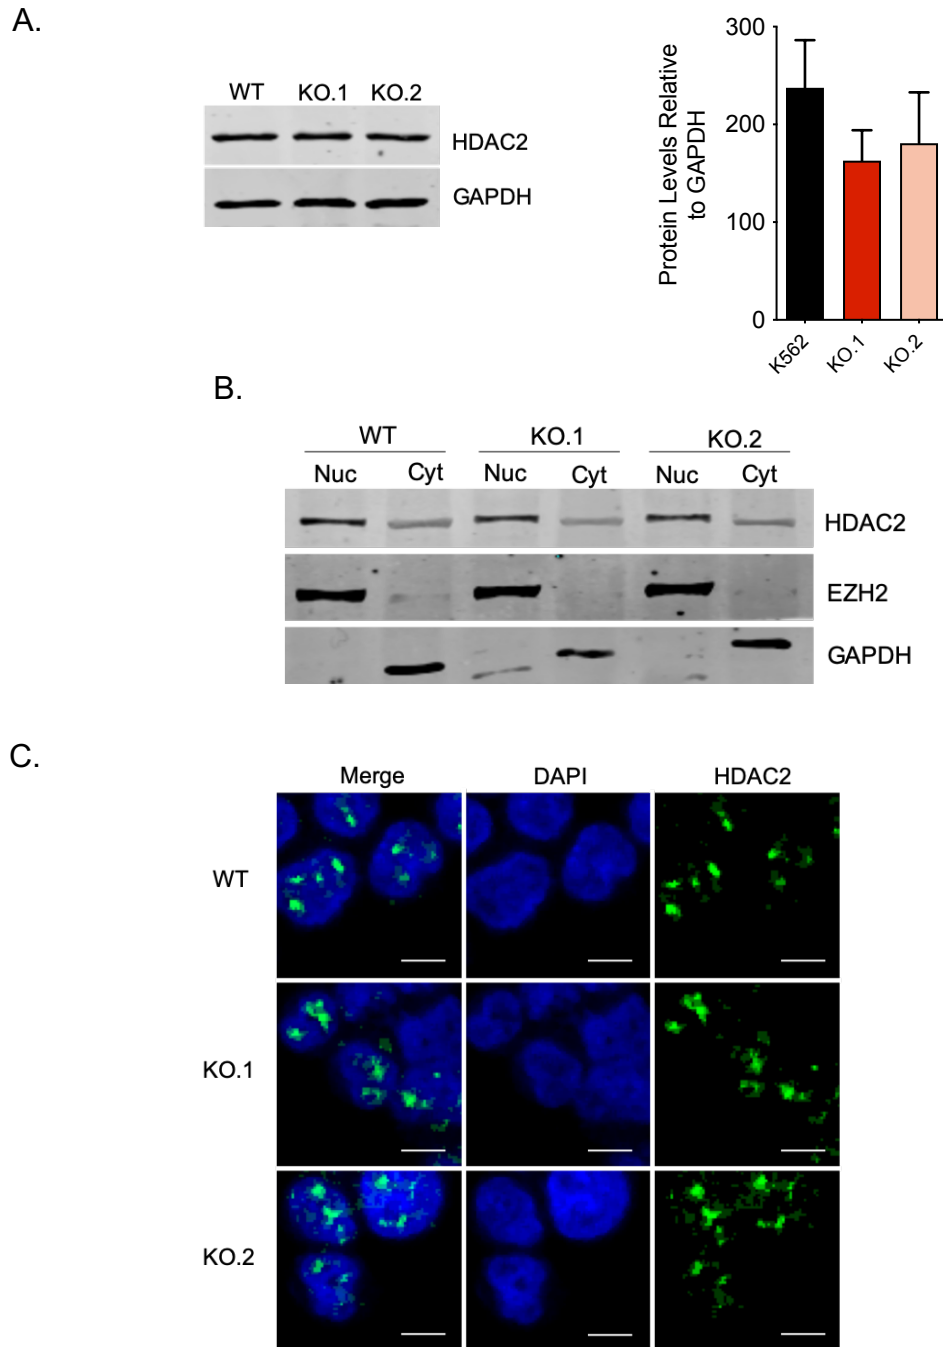 A.
WT KO.1 KO.2
HDAC2
GAPDH
Protein Levels Relative
to GAPDH
300
200
100
0
K562
KO.1
KO.2
B.
WT KO.1 KO.2
Nuc Cyt Nuc Cyt Nuc Cyt
HDAC2
EZH2
GAPDH
C.
Merge DAPI HDAC2
WT
KO.1
KO.2